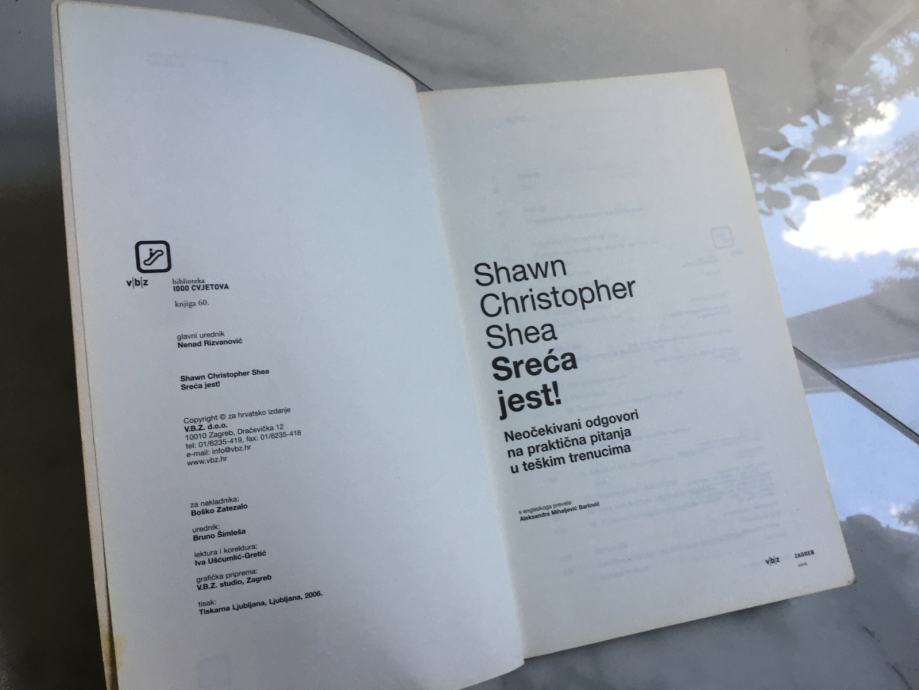 v|b|z
biblioteka
1000 CVJETOVA
knjiga 60.
glavni urednik
Nenad Rizvanović
Shawn Christopher Shea
Sreća jest!
Copyright © za hrvatsko izdanje
V.B.Z. d.o.o.
10010 Zagreb, Dračevička 12
tel: 01/6235-419, fax: 01/6235-418
e-mail: info@vbz.hr
www.vbz.hr
za nakladnika:
Boško Zatezalo
urednik:
Bruno Šimleša
lektura i korektura:
Iva Ušćumlić-Gretić
grafička priprema:
V.B.Z. studio, Zagreb
tisak:
Tiskarna Ljubljana, Ljubljana, 2006.
Shawn
Christopher
Shea
Sreća
jest!
Neočekivani odgovori
na praktična pitanja
u teškim trenucima
s engleskoga prevela:
Aleksandra Mihaljević Barlović
v|b|z ZAGREB